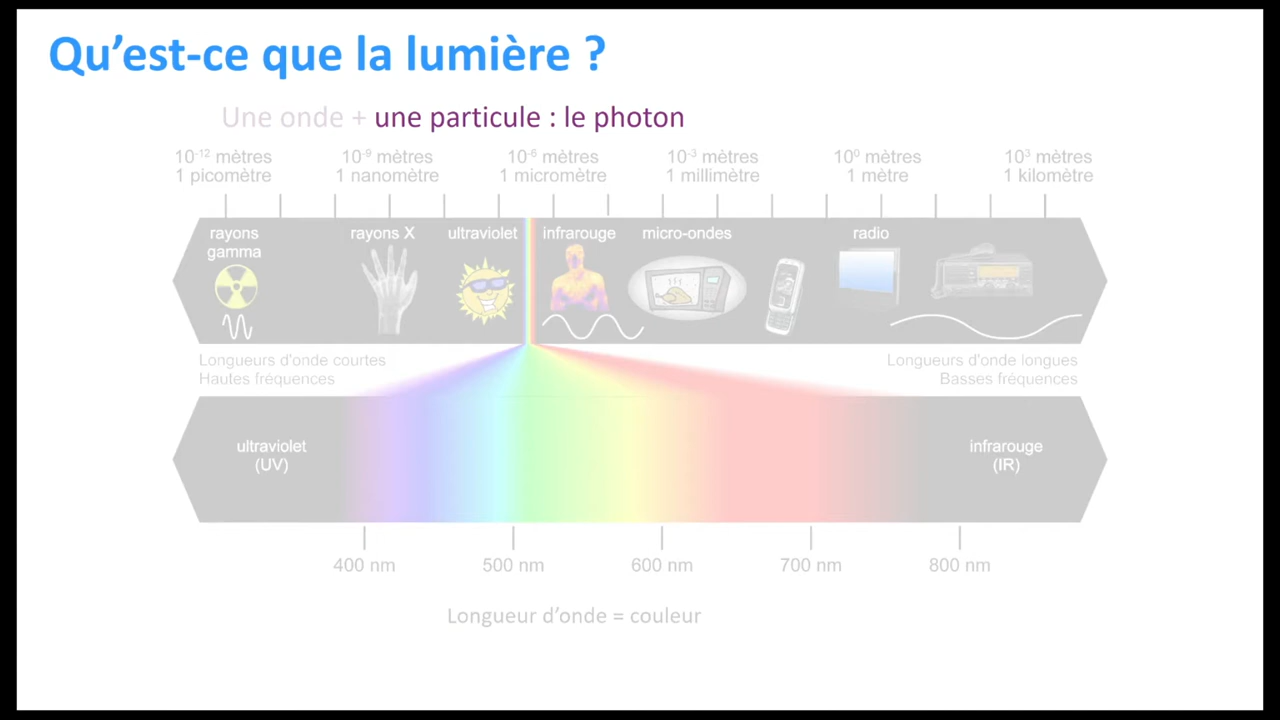 Qu’est-ce que la lumière ?
Une onde + une particule : le photon
10⁻¹² mètres 10⁻⁹ mètres 10⁻⁶ mètres 10⁻³ mètres 10⁰ mètres 10³ mètres
1 picomètre 1 nanomètre 1 micromètre 1 millimètre 1 mètre 1 kilomètre
rayons gamma rayons X ultraviolet infrarouge micro-ondes radio
Longueurs d'onde courtes Longueurs d'onde longues
Hautes fréquences Basses fréquences
ultraviolet infrarouge
(UV) (IR)
400 nm 500 nm 600 nm 700 nm 800 nm
Longueur d’onde = couleur